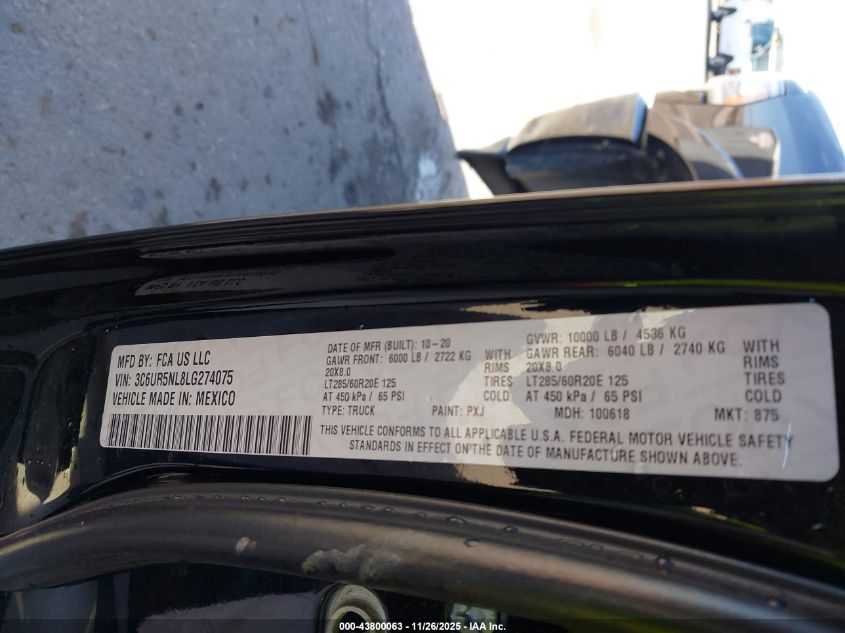 MFD BY: FCA US LLC
VIN: 3C6UR5NL8LG274075
VEHICLE MADE IN: MEXICO
DATE OF MFR (BUILT): 10-20
GAWR FRONT: 6000 LB / 2722 KG WITH
20X8.0 RIMS
LT285/60R20E 125 TIRES
AT 450 kPa / 65 PSI COLD
TYPE: TRUCK PAINT: PXJ
GVWR: 10000 LB / 4536 KG
GAWR REAR: 6040 LB / 2740 KG WITH
20X8.0 RIMS
LT285/60R20E 125 TIRES
AT 450 kPa / 65 PSI COLD
MDH: 100618 MKT: 875
THIS VEHICLE CONFORMS TO ALL APPLICABLE U.S.A. FEDERAL MOTOR VEHICLE SAFETY
STANDARDS IN EFFECT ON THE DATE OF MANUFACTURE SHOWN ABOVE.
000-43800063 - 11/26/2025 - 000-000